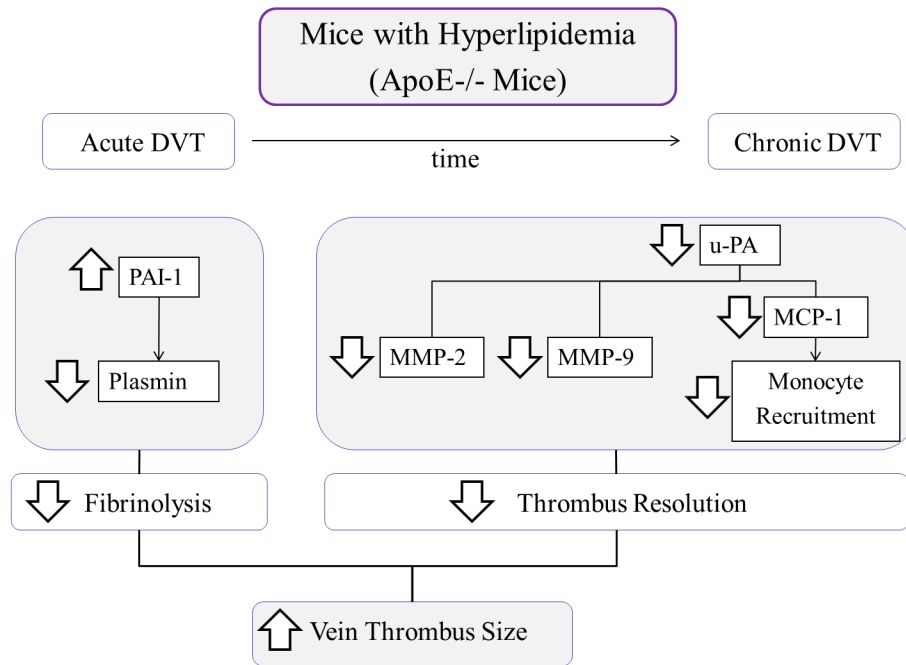 Mice with Hyperlipidemia
(ApoE-/- Mice)
Acute DVT
time
Chronic DVT
PAI-1
Plasmin
u-PA
MCP-1
MMP-2
MMP-9
Monocyte
Recruitment
Fibrinolysis
Thrombus Resolution
Vein Thrombus Size